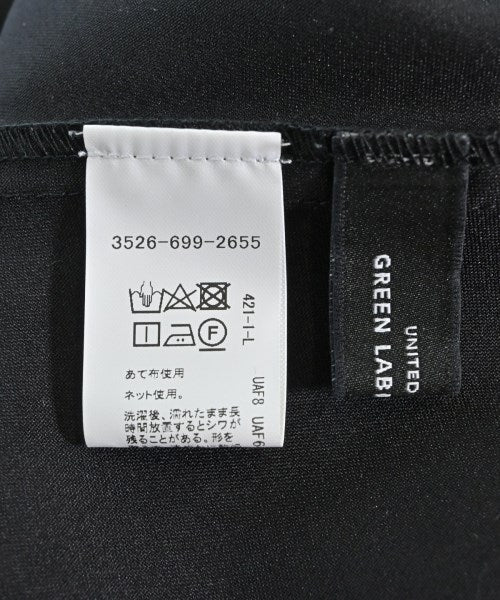 3526-699-2655
421-1-L
F
あて布使用
ネット使用。
洗濯後、濡れたまま長
時間放置するとシワが
残ることがある。形を
UAF8 UAF6
UNITED
GREEN LAB